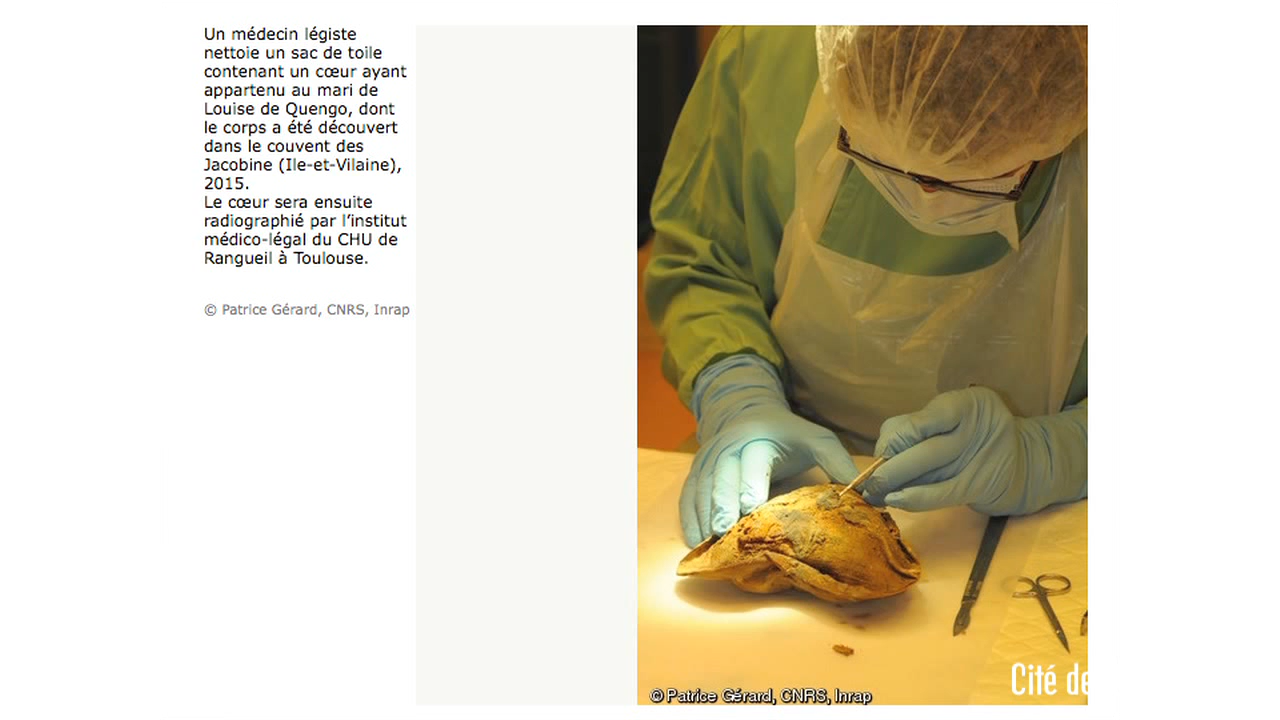 Un médecin légiste
nettoie un sac de toile
contenant un cœur ayant
appartenu au mari de
Louise de Quengo, dont
le corps a été découvert
dans le couvent des
Jacobine (Ile-et-Vilaine),
2015.
Le cœur sera ensuite
radiographié par l'institut
médico-légal du CHU de
Rangueil à Toulouse.
© Patrice Gérard, CNRS, Inrap
© Patrice Gérard, CNRS, Inrap
Cité de